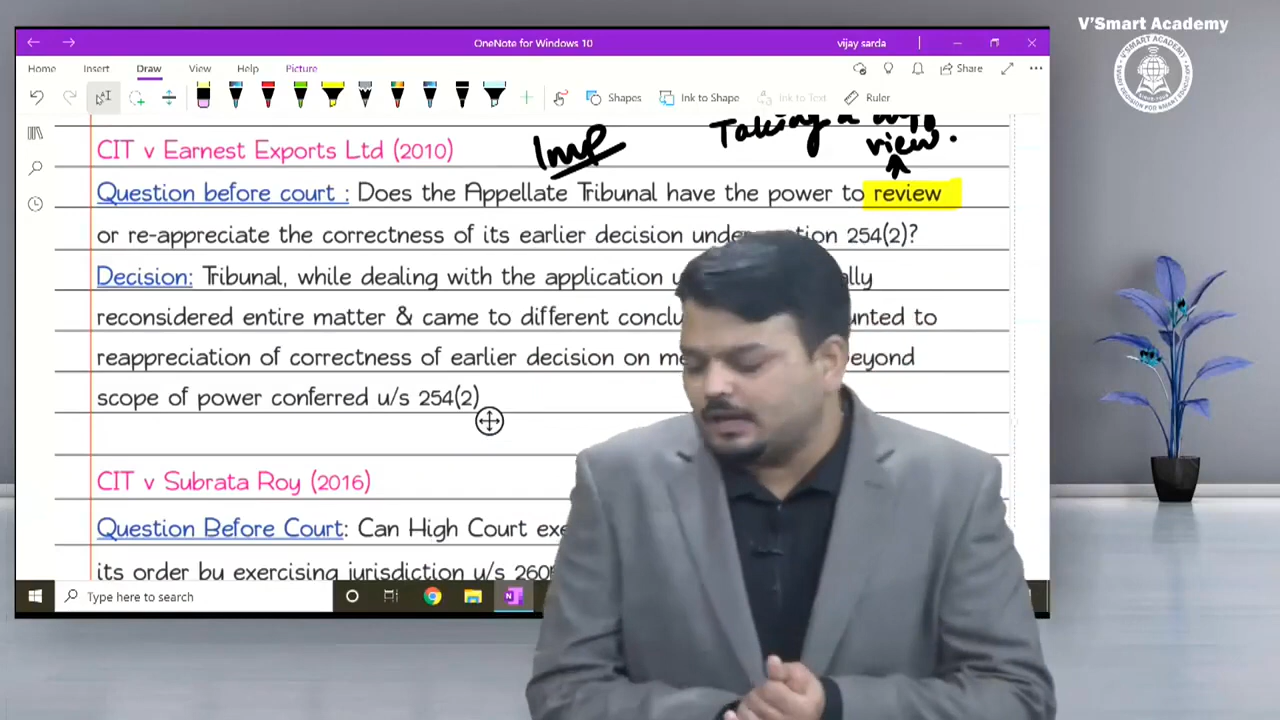 V'Smart Academy
OneNote for Windows 10
vijay sarda
Home Insert Draw View Help Picture
Share
Shapes Ink to Shape Ink to Text Ruler
Taking a
view.
Imp
CIT v Earnest Exports Ltd (2010)
Question before court : Does the Appellate Tribunal have the power to review
or re-appreciate the correctness of its earlier decision under 254(2)?
Decision: Tribunal, while dealing with the application
reconsidered entire matter & came to different
reappreciation of correctness of earlier decision on
scope of power conferred u/s 254(2)
CIT v Subrata Roy (2016)
Question Before Court: Can High Court
its order by exercising jurisdiction u/s
Type here to search